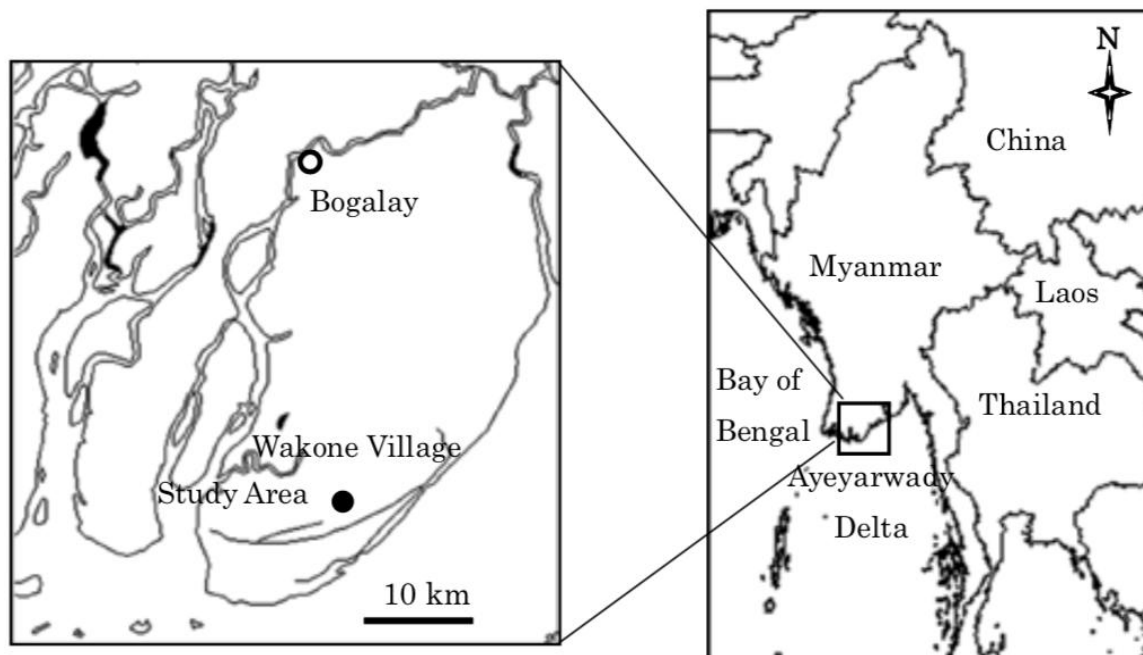 Bogalay
Wakone Village
Study Area
10 km
N
China
Myanmar
Laos
Bay of
Bengal
Thailand
Ayeyarwady
Delta